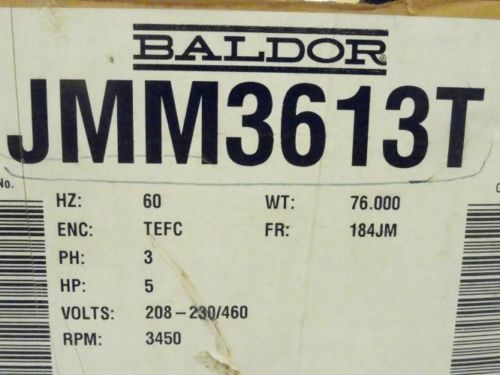 BALDOR
JMM3613T
No.
HZ: 60 WT: 76.000
ENC: TEFC FR: 184JM
PH: 3
HP: 5
VOLTS: 208-230/460
RPM: 3450